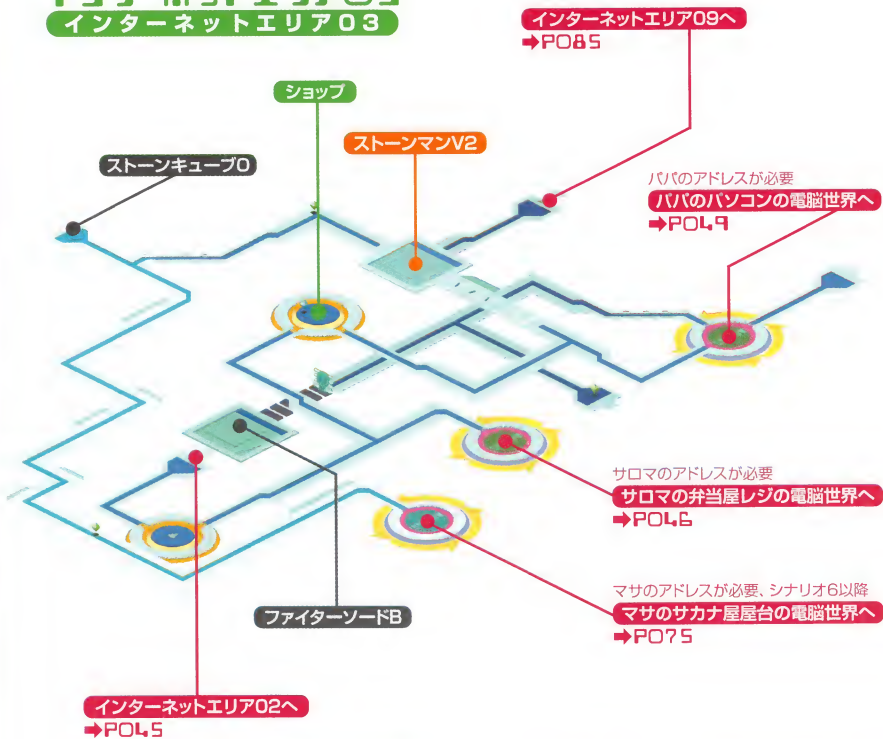 インターネットエリア03
インターネットエリア09へ
➡P085
ショップ
ストーンマンV2
ストーンキューブ0
パパのアドレスが必要
パパのパソコンの電脳世界へ
➡P049
サロマのアドレスが必要
サロマの弁当屋レジの電脳世界へ
➡P046
マサのアドレスが必要、シナリオ6以降
マサのサカナ屋屋台の電脳世界へ
➡P075
ファイターソードB
インターネットエリア02へ
➡P045